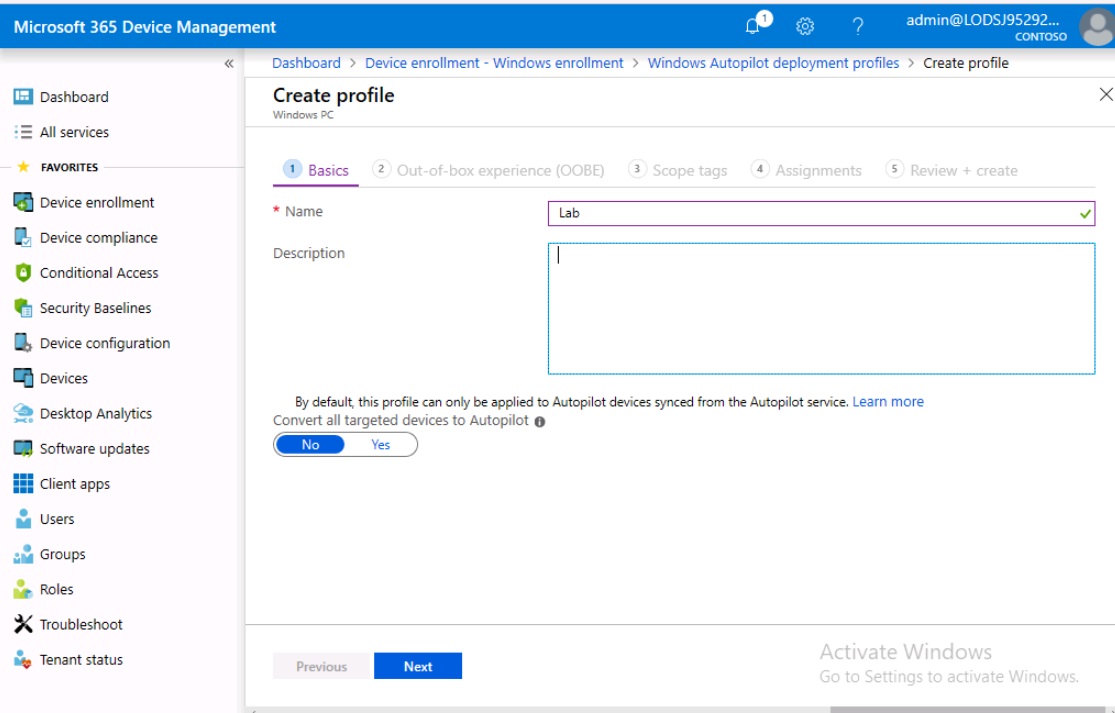 Microsoft 365 Device Management
1
?
admin@LODSJ95292...
CONTOSO
«
Dashboard > Device enrollment - Windows enrollment > Windows Autopilot deployment profiles > Create profile
Dashboard
All services
FAVORITES
Device enrollment
Device compliance
Conditional Access
Security Baselines
Device configuration
Devices
Desktop Analytics
Software updates
Client apps
Users
Groups
Roles
Troubleshoot
Tenant status
Create profile
Windows PC
1 Basics 2 Out-of-box experience (OOBE) 3 Scope tags 4 Assignments 5 Review + create
* Name
Lab
Description
By default, this profile can only be applied to Autopilot devices synced from the Autopilot service. Learn more
Convert all targeted devices to Autopilot
No Yes
Previous Next
Activate Windows
Go to Settings to activate Windows.